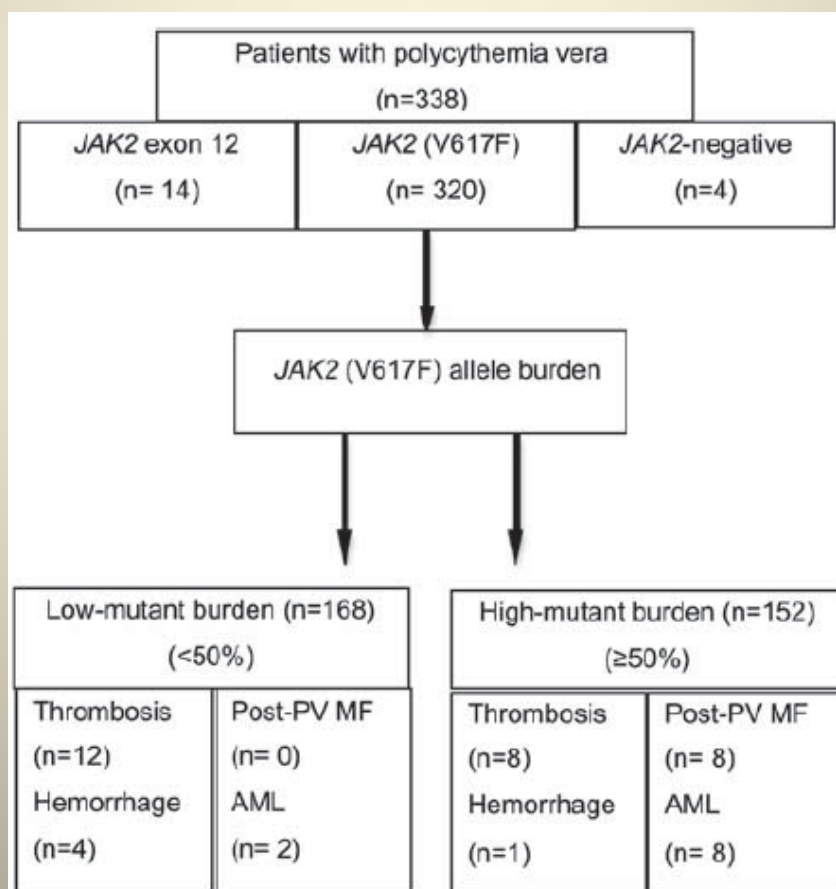 Patients with polycythemia vera
(n=338)
JAK2 exon 12
(n= 14)
JAK2 (V617F)
(n= 320)
JAK2-negative
(n=4)
JAK2 (V617F) allele burden
Low-mutant burden (n=168)
(<50%)
Thrombosis
(n=12)
Hemorrhage
(n=4)
Post-PV MF
(n= 0)
AML
(n= 2)
High-mutant burden (n=152)
(≥50%)
Thrombosis
(n=8)
Hemorrhage
(n=1)
Post-PV MF
(n= 8)
AML
(n= 8)